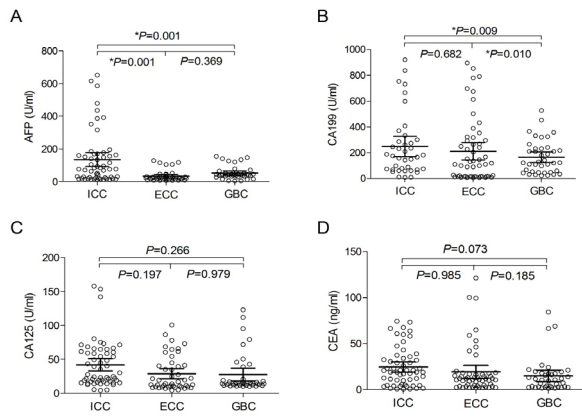 A
*P=0.001
*P=0.001 P=0.369
800
600
400
200
0
AFP (U/ml)
ICC ECC GBC
B
*P=0.009
P=0.682 *P=0.010
1000
800
600
400
200
0
CA199 (U/ml)
ICC ECC GBC
C
P=0.266
P=0.197 P=0.979
200
150
100
50
0
CA125 (U/ml)
ICC ECC GBC
D
P=0.073
P=0.985 P=0.185
150
100
50
0
CEA (ng/ml)
ICC ECC GBC